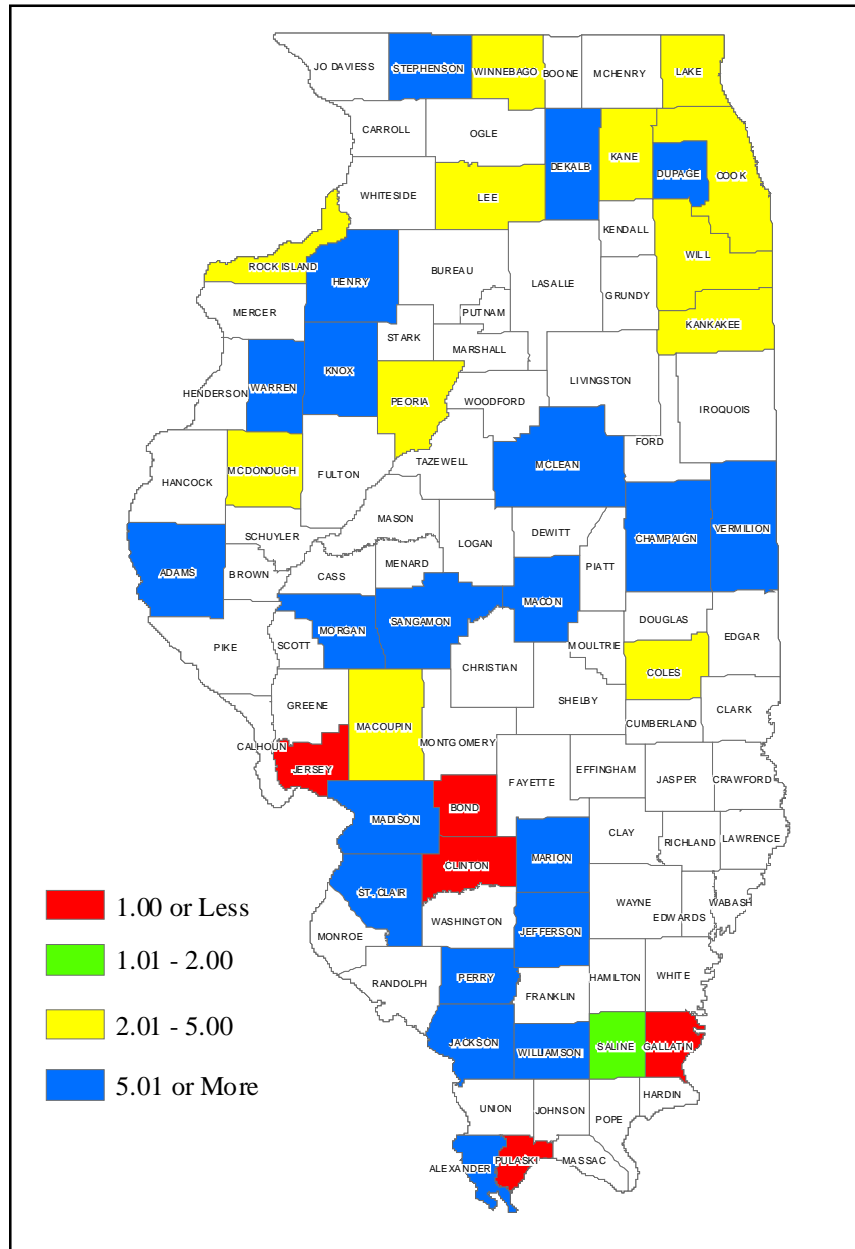 JO DAVIESS
STEPHENSON
WINNEBAGO
BOONE
MCHENRY
LAKE
CARROLL
OGLE
DEKALB
KANE
DUPAGE
COOK
WHITESIDE
LEE
KENDALL
WILL
ROCK ISLAND
HENRY
BUREAU
LASALLE
GRUNDY
MERCER
PUTNAM
KANKAKEE
STARK
MARSHALL
KNOX
HENDERSON
WARREN
PEORIA
WOODFORD
LIVINGSTON
IROQUOIS
FORD
HANCOCK
MCDONOUGH
FULTON
TAZEWELL
MCLEAN
MASON
SCHUYLER
LOGAN
DEWITT
CHAMPAIGN
VERMILION
ADAMS
BROWN
CASS
MENARD
PIATT
MACON
MORGAN
SANGAMON
DOUGLAS
PIKE
SCOTT
CHRISTIAN
MOULTRIE
EDGAR
COLES
GREENE
MACOUPIN
SHELBY
CUMBERLAND
CLARK
CALHOUN
JERSEY
MONTGOMERY
FAYETTE
EFFINGHAM
JASPER
CRAWFORD
MADISON
BOND
CLAY
RICHLAND
LAWRENCE
CLINTON
MARION
ST. CLAIR
WAYNE
EDWARDS
WABASH
MONROE
WASHINGTON
JEFFERSON
RANDOLPH
PERRY
HAMILTON
WHITE
FRANKLIN
JACKSON
WILLIAMSON
SALINE
GALLATIN
UNION
JOHNSON
POPE
HARDIN
ALEXANDER
PULASKI
MASSAC
1.00 or Less
1.01 - 2.00
2.01 - 5.00
5.01 or More